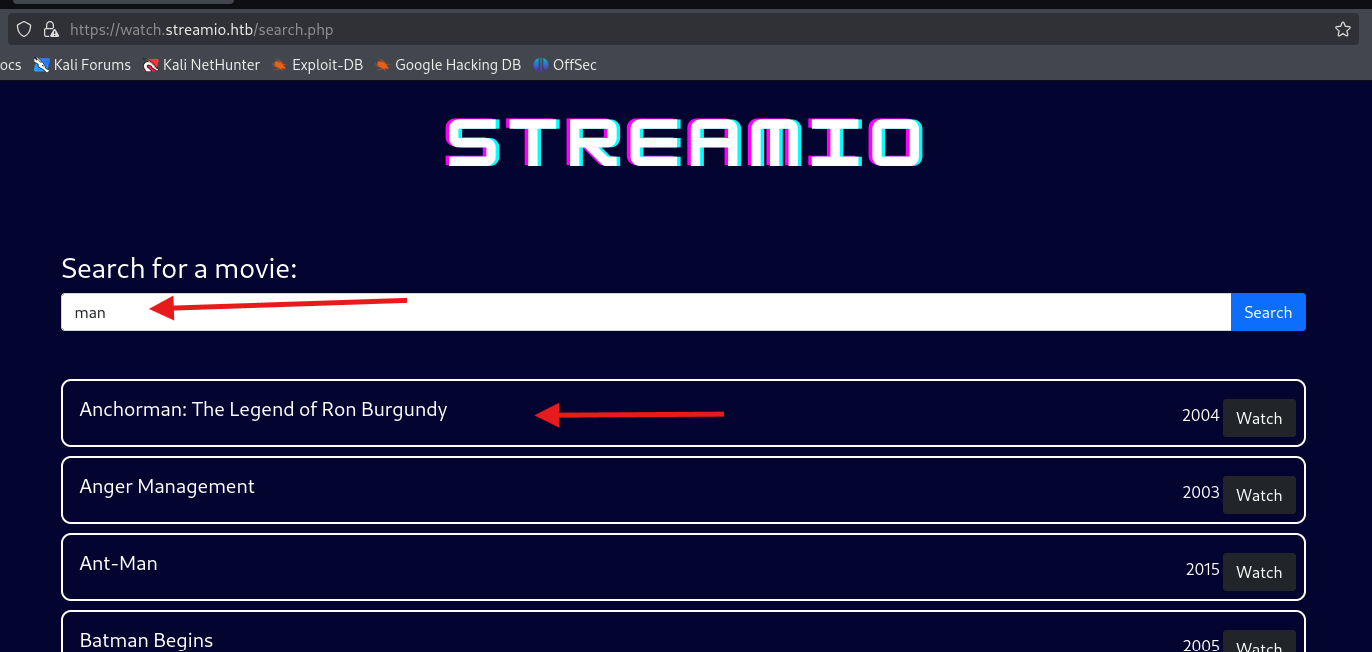 https://watch.streamio.htb/search.php
ocs Kali Forums Kali NetHunter Exploit-DB Google Hacking DB OffSec
STREAMIO
Search for a movie:
man Search
Anchorman: The Legend of Ron Burgundy 2004 Watch
Anger Management 2003 Watch
Ant-Man 2015 Watch
Batman Begins 2005 Watch